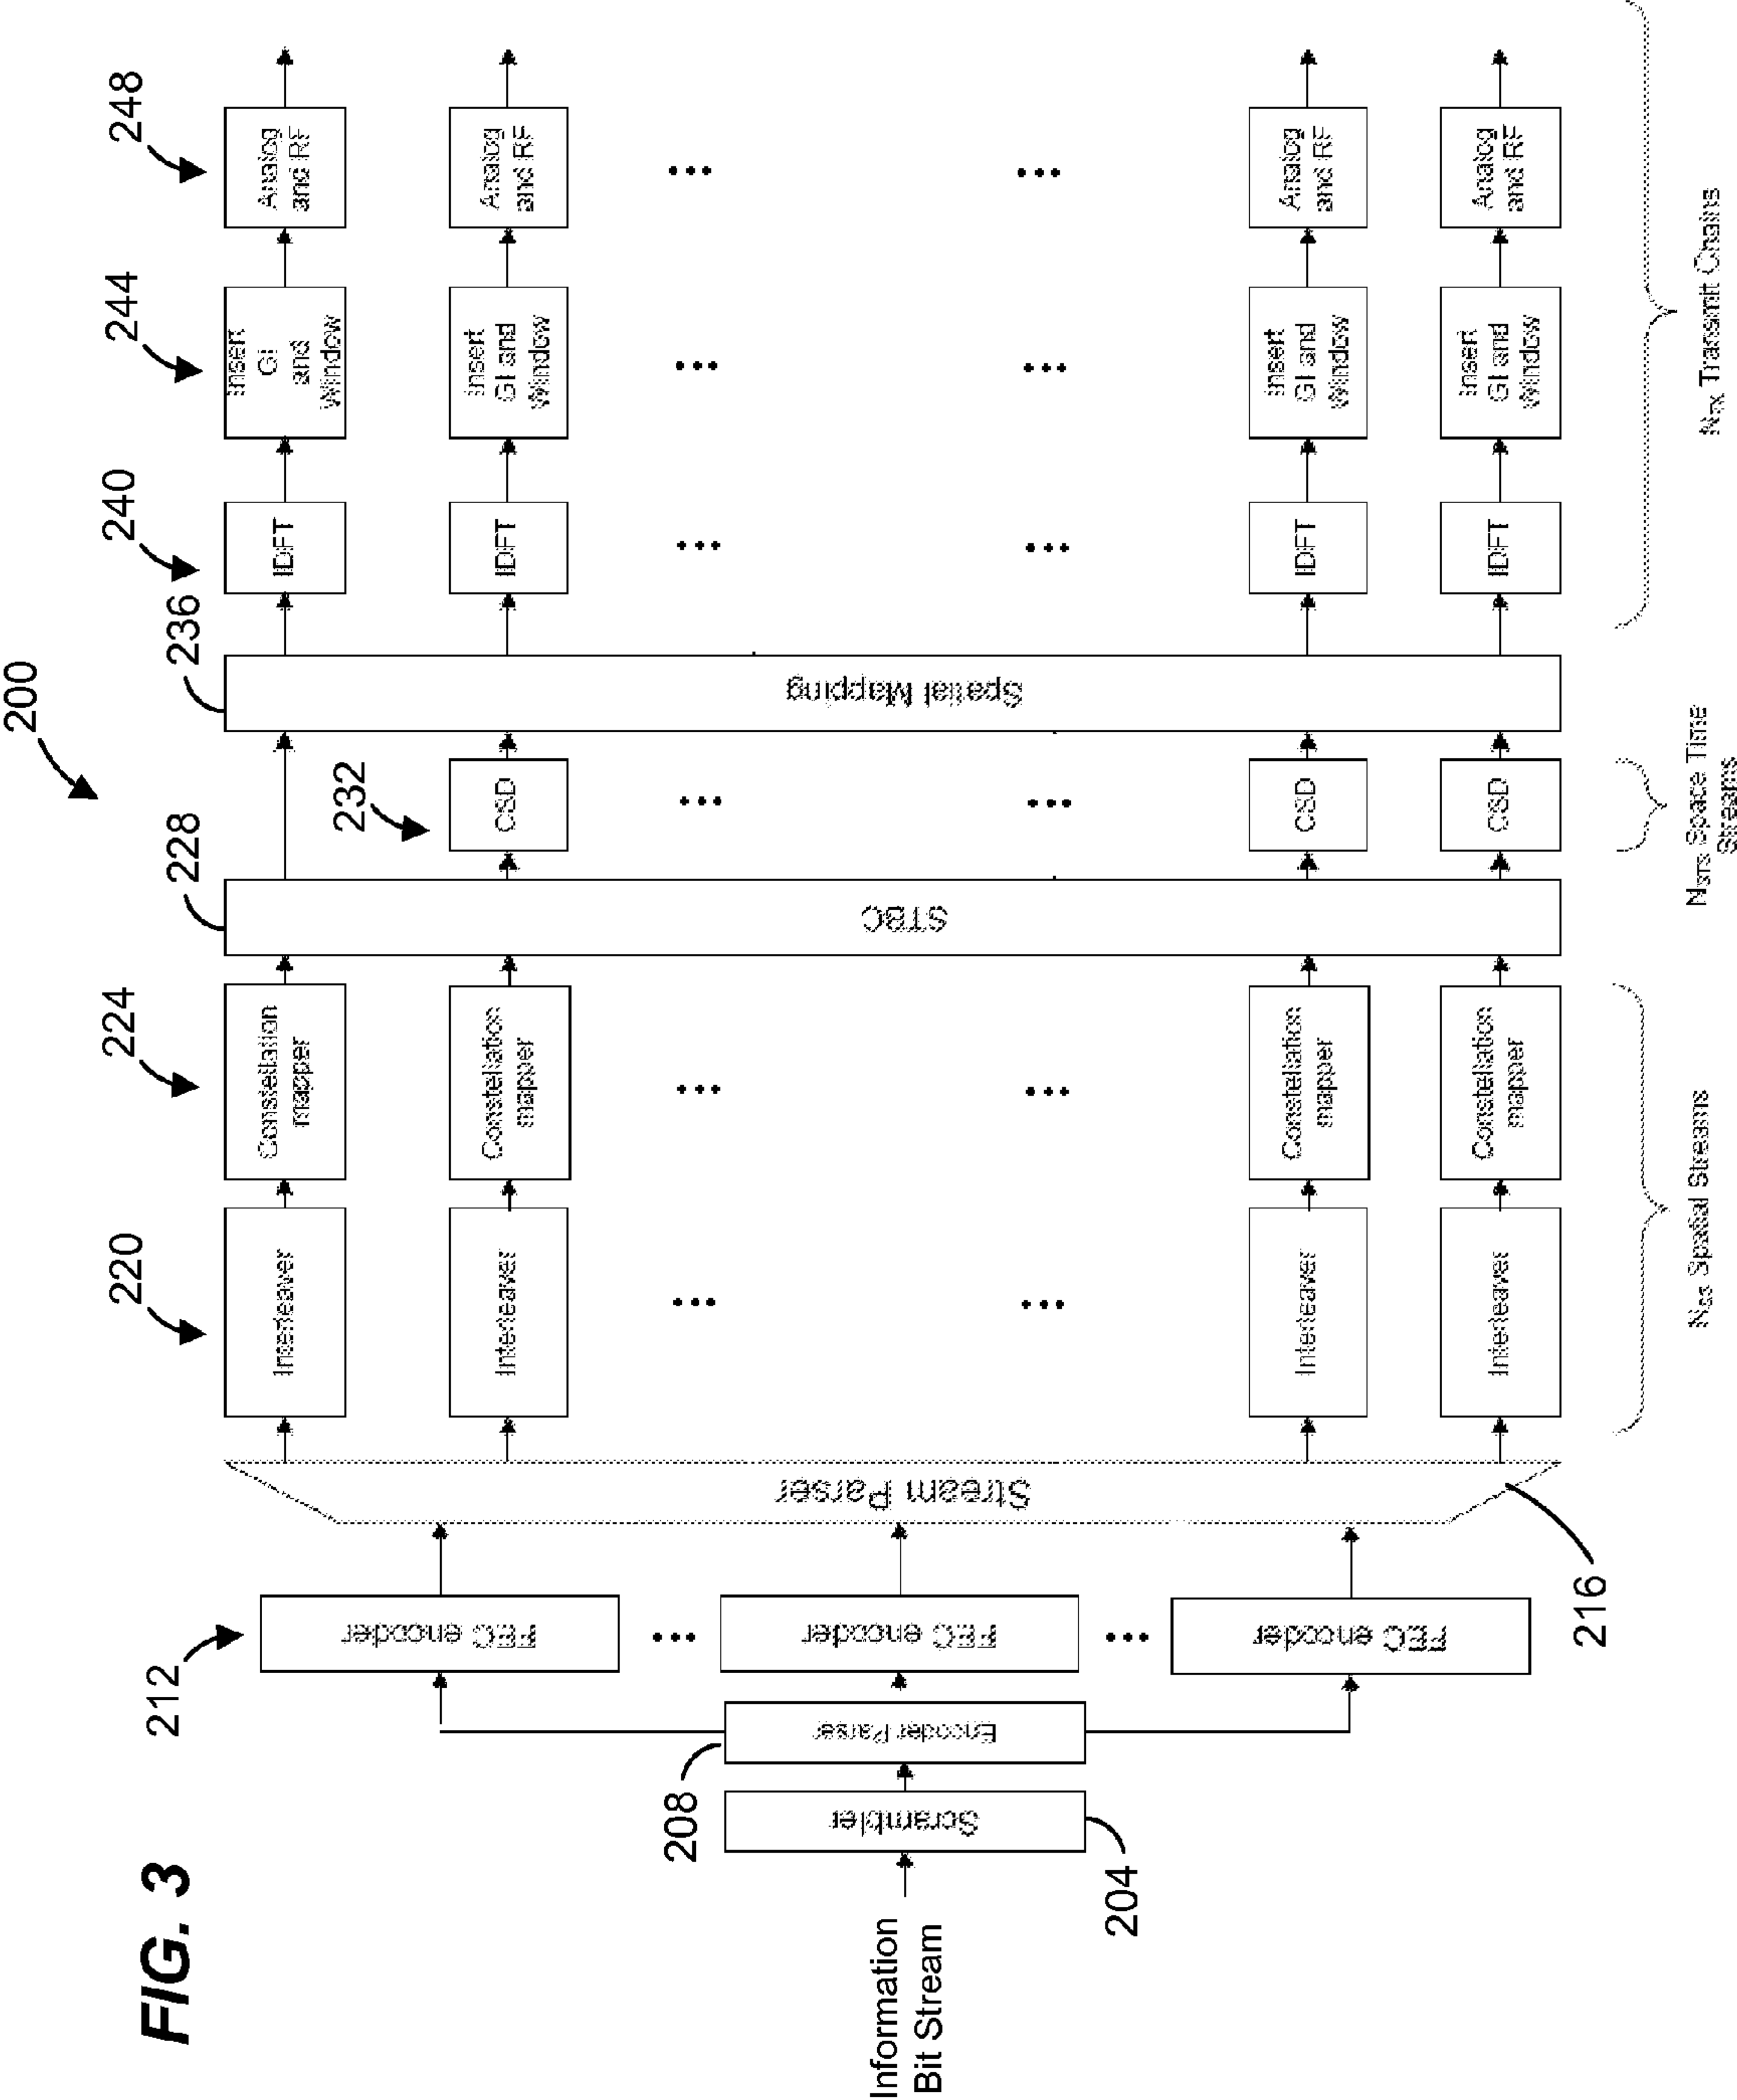 FIG. 3
200
Information
Bit Stream
204
Scrambler
208
Encoder Parser
212
FEC encoder
...
FEC encoder
...
FEC encoder
216
Stream Parser
220
Interleaver
Interleaver
...
...
Interleaver
Interleaver
224
Constellation
mapper
Constellation
mapper
...
...
Constellation
mapper
Constellation
mapper
NSS Spatial Streams
228
STBC
232
CSD
...
...
CSD
CSD
NSTS Space Time
Streams
236
Spatial Mapping
240
IDFT
IDFT
...
...
IDFT
IDFT
244
Insert
GI
and
Window
Insert
GI and
Window
...
...
Insert
GI and
Window
Insert
GI and
Window
248
Analog
and RF
Analog
and RF
...
...
Analog
and RF
Analog
and RF
NTX Transmit Chains